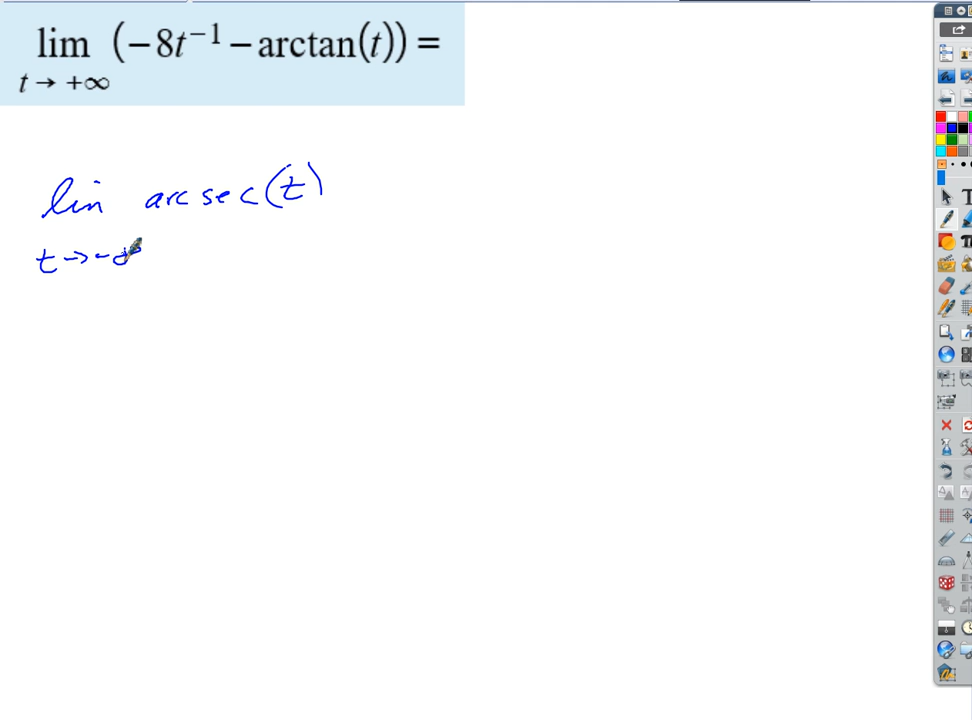 lim (−8t⁻¹ − arctan(t)) =
t → +∞
lim arcsec(t)
t → -∞